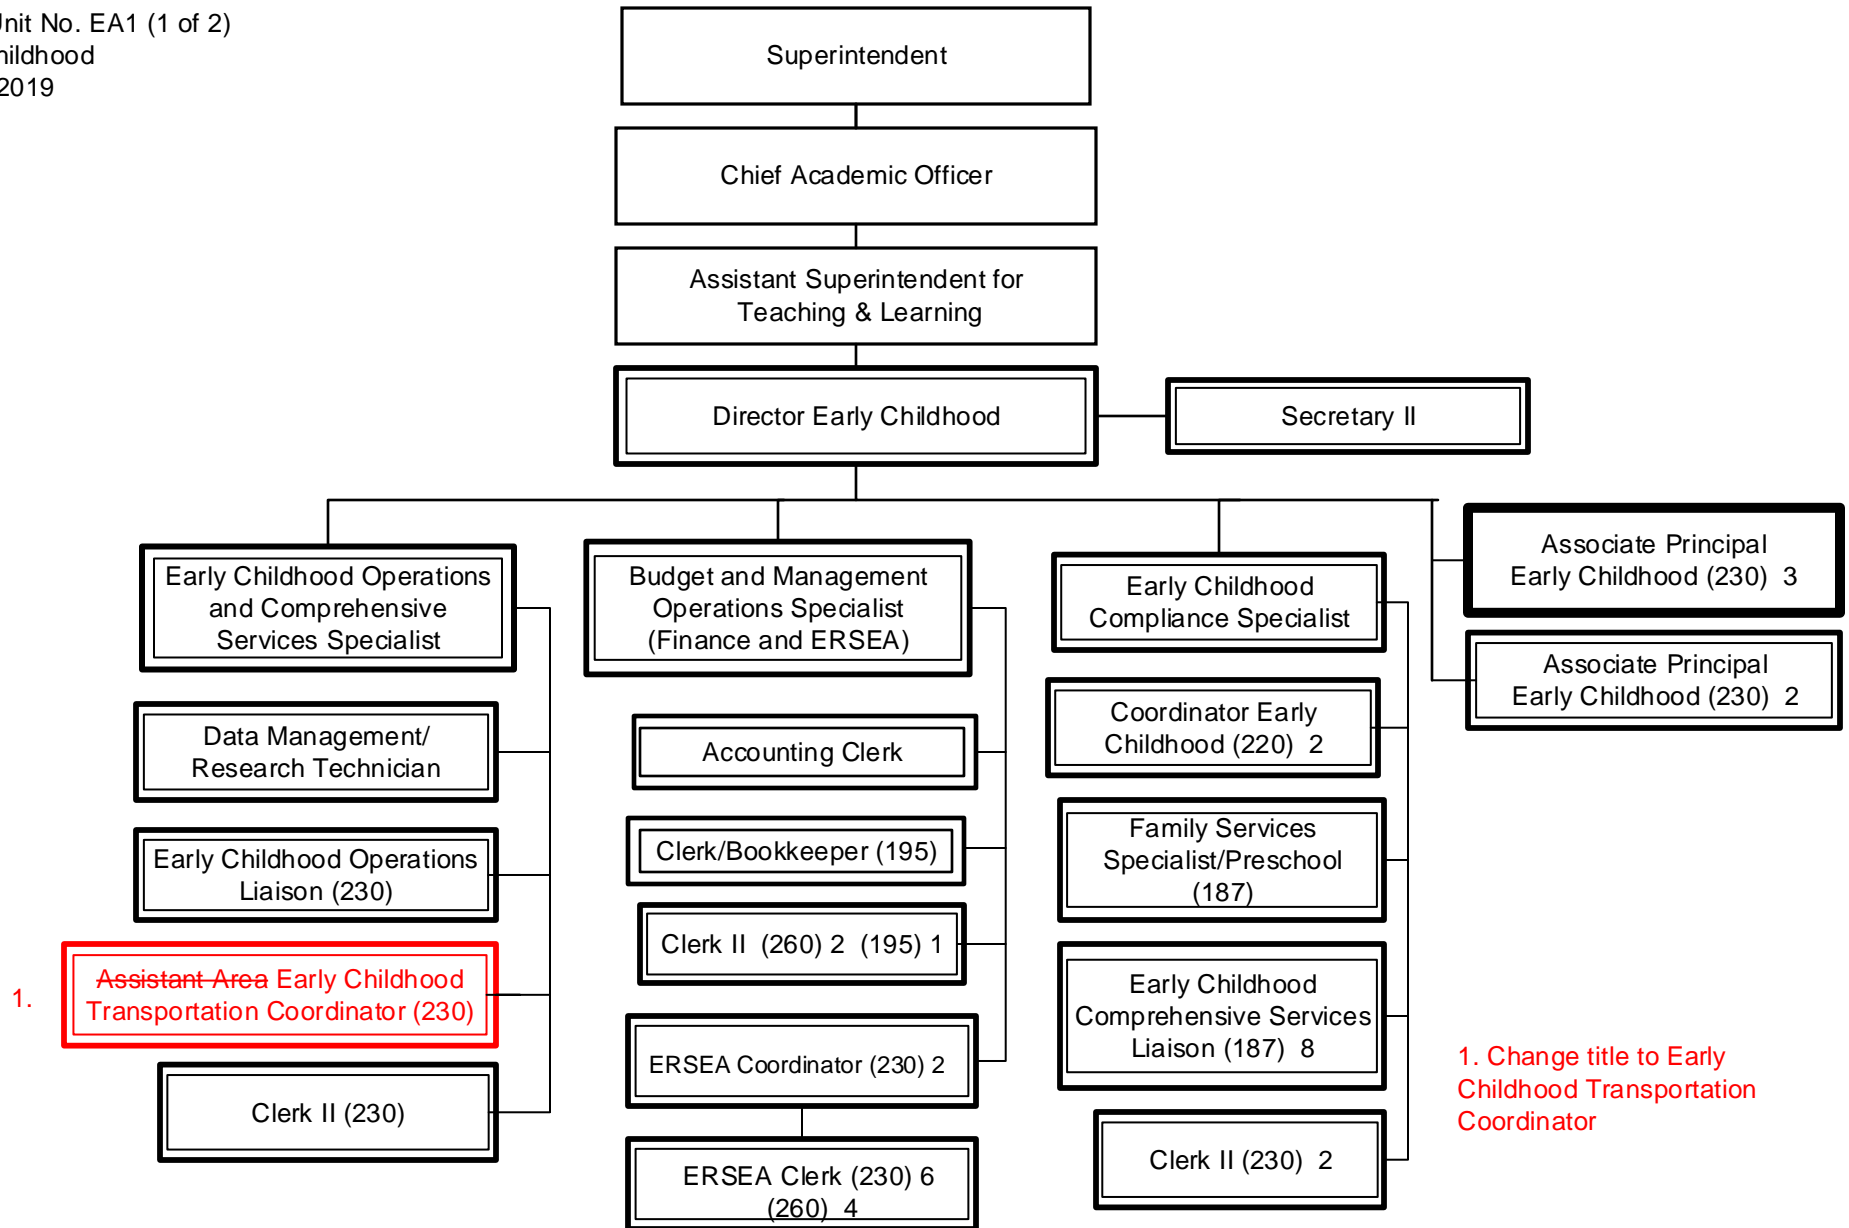 Unit No. EA1 (1 of 2)
hildhood
2019
Superintendent
Chief Academic Officer
Assistant Superintendent for
Teaching & Learning
Director Early Childhood
Secretary II
Early Childhood Operations
and Comprehensive
Services Specialist
Data Management/
Research Technician
Early Childhood Operations
Liaison (230)
1.
Assistant Area Early Childhood
Transportation Coordinator (230)
Clerk II (230)
Budget and Management
Operations Specialist
(Finance and ERSEA)
Accounting Clerk
Clerk/Bookkeeper (195)
Clerk II (260) 2 (195) 1
ERSEA Coordinator (230) 2
ERSEA Clerk (230) 6
(260) 4
Early Childhood
Compliance Specialist
Coordinator Early
Childhood (220) 2
Family Services
Specialist/Preschool
(187)
Early Childhood
Comprehensive Services
Liaison (187) 8
Clerk II (230) 2
Associate Principal
Early Childhood (230) 3
Associate Principal
Early Childhood (230) 2
1. Change title to Early
Childhood Transportation
Coordinator